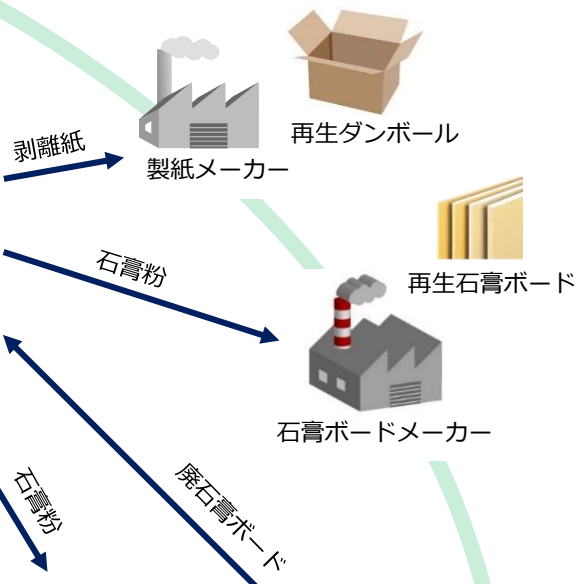 再生ダンボール
剥離紙
製紙メーカー
石膏粉
再生石膏ボード
石膏ボードメーカー
廃石膏ボード
石膏粉